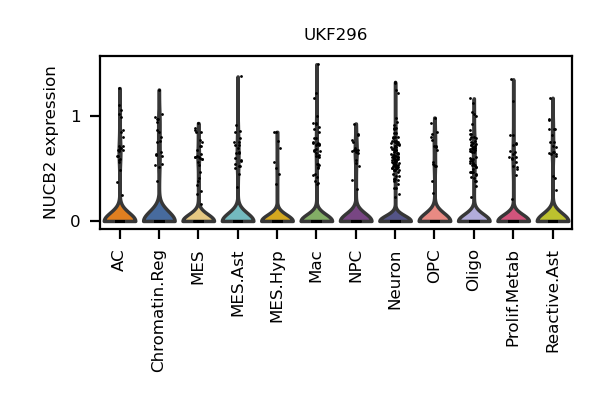 UKF296
NUCB2 expression
1
0
AC
Chromatin.Reg
MES
MES.Ast
MES.Hyp
Mac
NPC
Neuron
OPC
Oligo
Prolif.Metab
Reactive.Ast